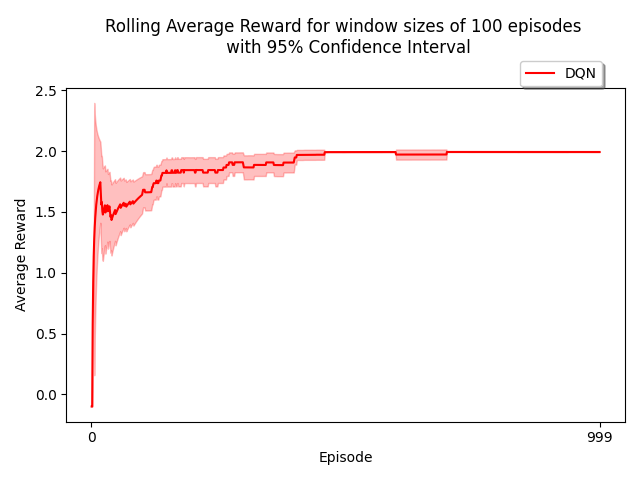 Rolling Average Reward for window sizes of 100 episodes
with 95% Confidence Interval
DQN
2.5
2.0
1.5
1.0
0.5
0.0
Average Reward
0
999
Episode